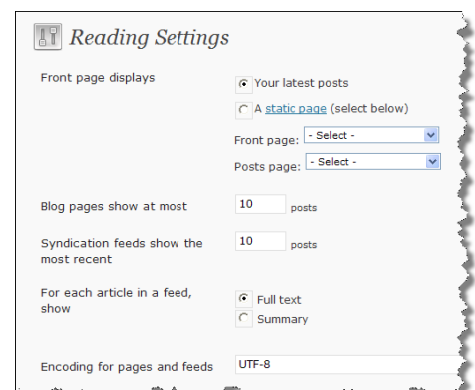 Reading Settings
Front page displays
Your latest posts
A static page (select below)
Front page: - Select -
Posts page: - Select -
Blog pages show at most 10 posts
Syndication feeds show the most recent 10 posts
For each article in a feed, show
Full text
Summary
Encoding for pages and feeds UTF-8